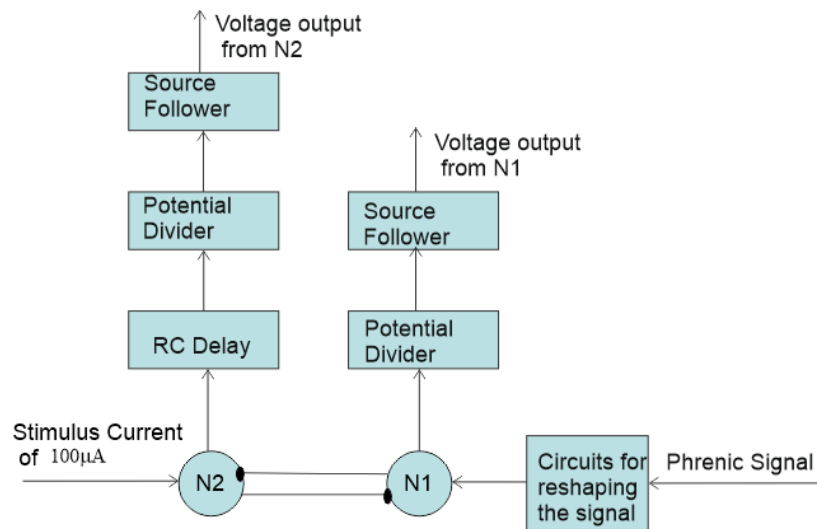 Voltage output
from N2
Source
Follower
Voltage output
from N1
Potential
Divider
Source
Follower
RC Delay
Potential
Divider
Stimulus Current
of 100µA
N2
N1
Circuits for
reshaping
the signal
Phrenic Signal